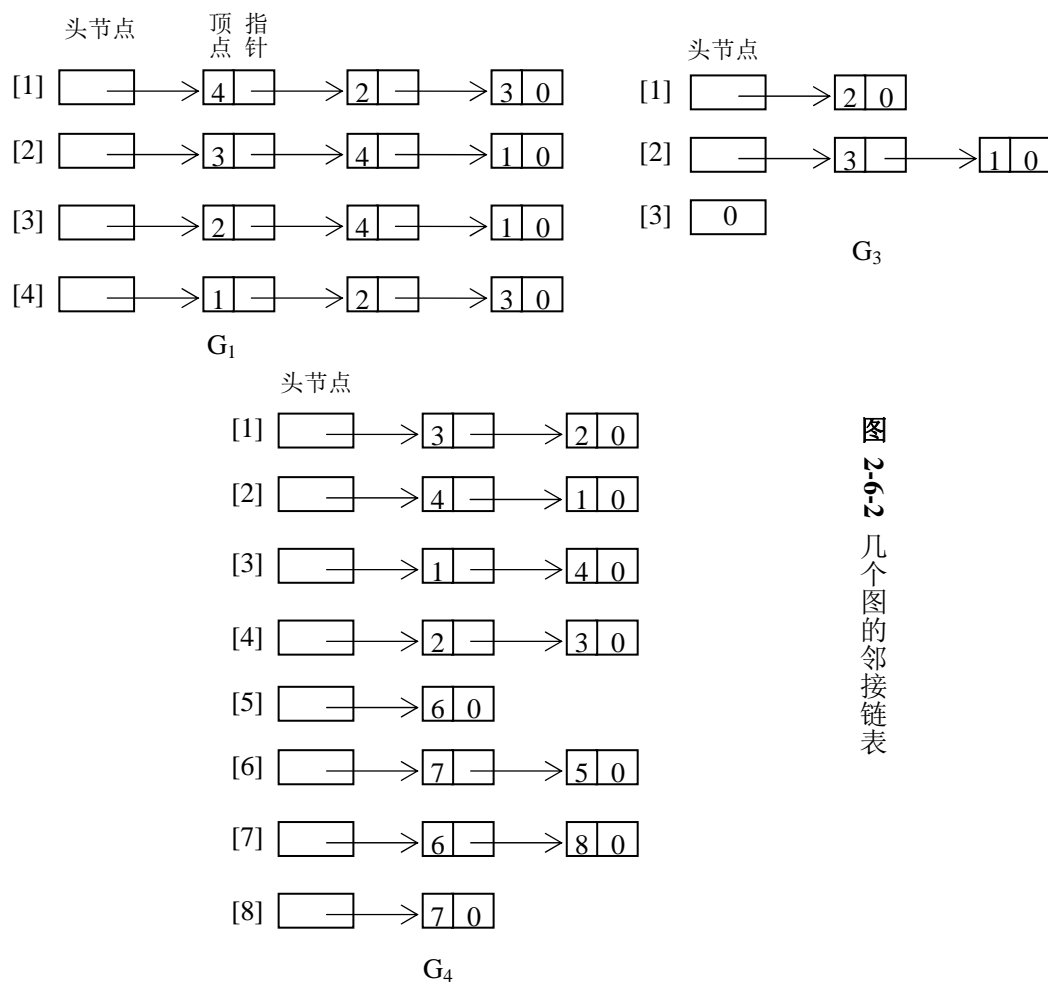 头节点 顶点 指针
[1] 4 2 3 0
[2] 3 4 1 0
[3] 2 4 1 0
[4] 1 2 3 0
G1
头节点
[1] 2 0
[2] 3 1 0
[3] 0
G3
头节点
[1] 3 2 0
[2] 4 1 0
[3] 1 4 0
[4] 2 3 0
[5] 6 0
[6] 7 5 0
[7] 6 8 0
[8] 7 0
G4
图 2-6-2 几个图的邻接链表